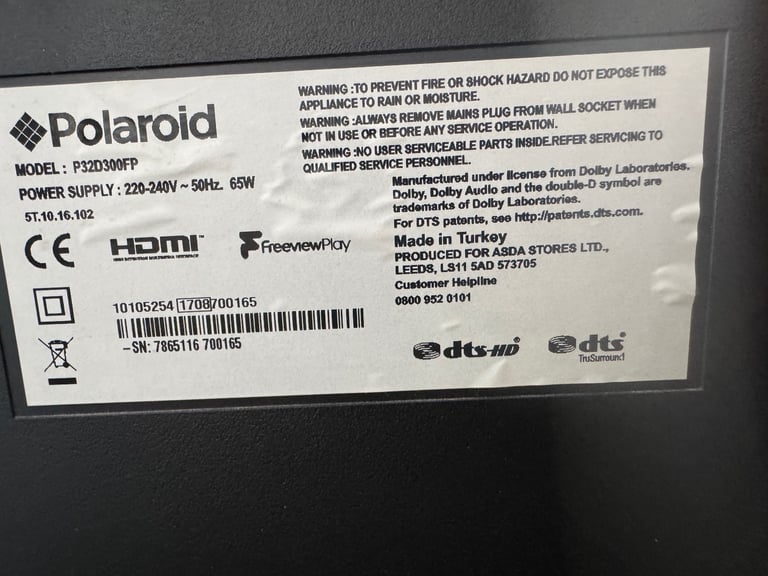 Polaroid
MODEL : P32D300FP
POWER SUPPLY : 220-240V ~ 50Hz. 65W
5T.10.16.102
CE HDMI™ FreeviewPlay
HIGH DEFINITION MULTIMEDIA INTERFACE
10105254 1708 700165
-SN: 7865116 700165
WARNING :TO PREVENT FIRE OR SHOCK HAZARD DO NOT EXPOSE THIS
APPLIANCE TO RAIN OR MOISTURE.
WARNING :ALWAYS REMOVE MAINS PLUG FROM WALL SOCKET WHEN
NOT IN USE OR BEFORE ANY SERVICE OPERATION.
WARNING :NO USER SERVICEABLE PARTS INSIDE.REFER SERVICING TO
QUALIFIED SERVICE PERSONNEL.
Manufactured under license from Dolby Laboratories.
Dolby, Dolby Audio and the double-D symbol are
trademarks of Dolby Laboratories.
For DTS patents, see http://patents.dts.com.
Made in Turkey
PRODUCED FOR ASDA STORES LTD.,
LEEDS, LS11 5AD 573705
Customer Helpline
0800 952 0101
dts-HD dts
TruSurround